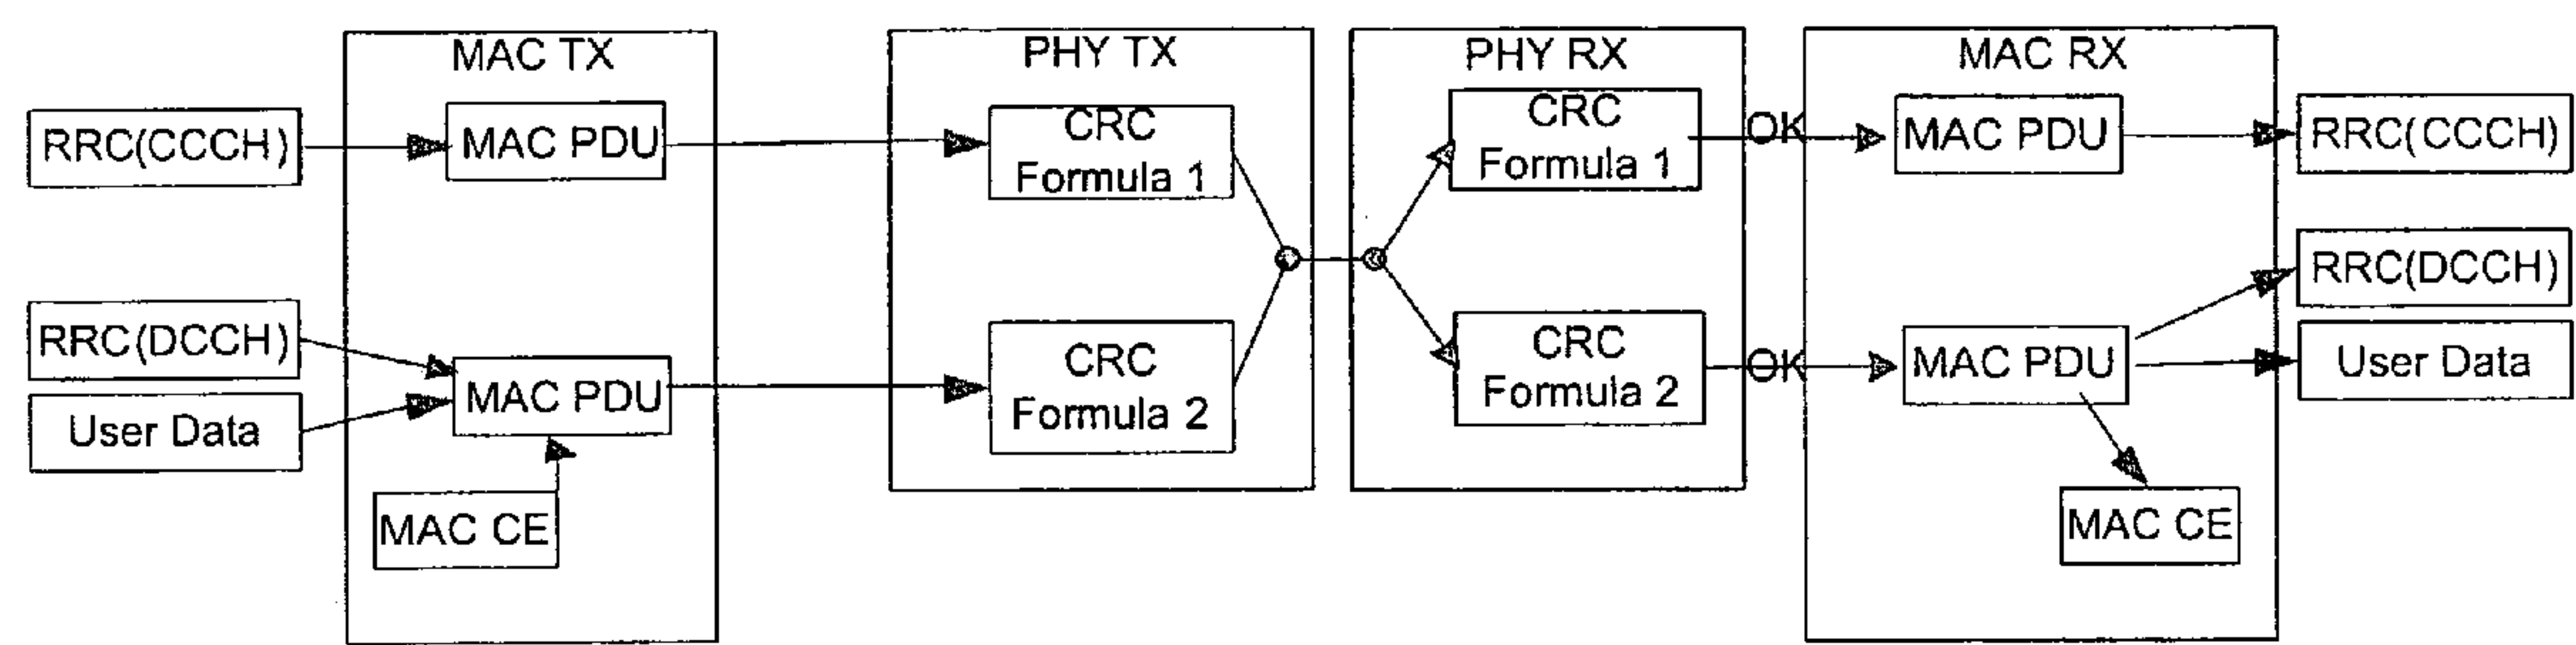 MAC TX
PHY TX
PHY RX
MAC RX
RRC(CCCH)
MAC PDU
CRC
Formula 1
CRC
Formula 1
OK
MAC PDU
RRC(CCCH)
RRC(DCCH)
User Data
MAC PDU
MAC CE
CRC
Formula 2
CRC
Formula 2
OK
MAC PDU
RRC(DCCH)
User Data
MAC CE